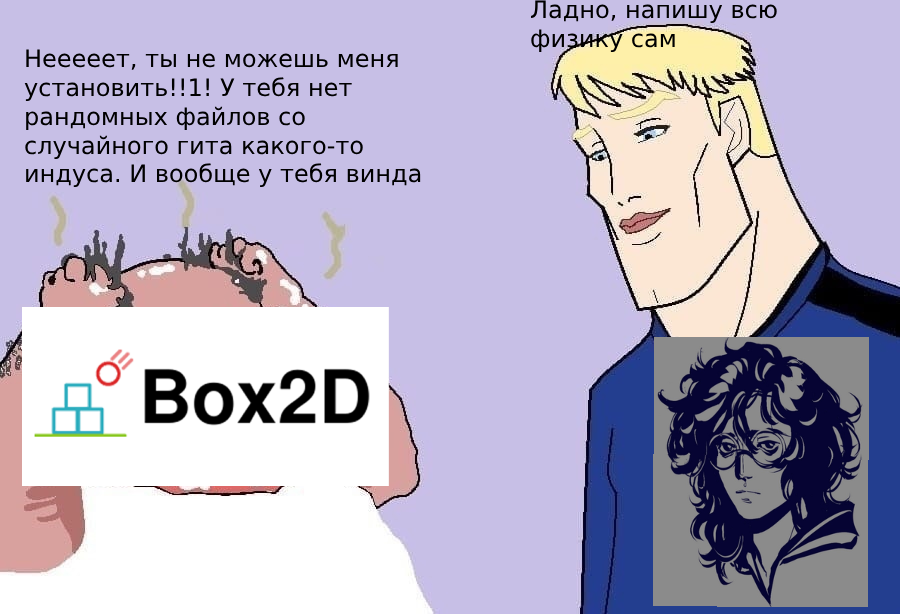 Ладно, напишу всю
физику сам
Нееееет, ты не можешь меня
установить!!1! У тебя нет
рандомных файлов со
случайного гита какого-то
индуса. И вообще у тебя винда
Box2D